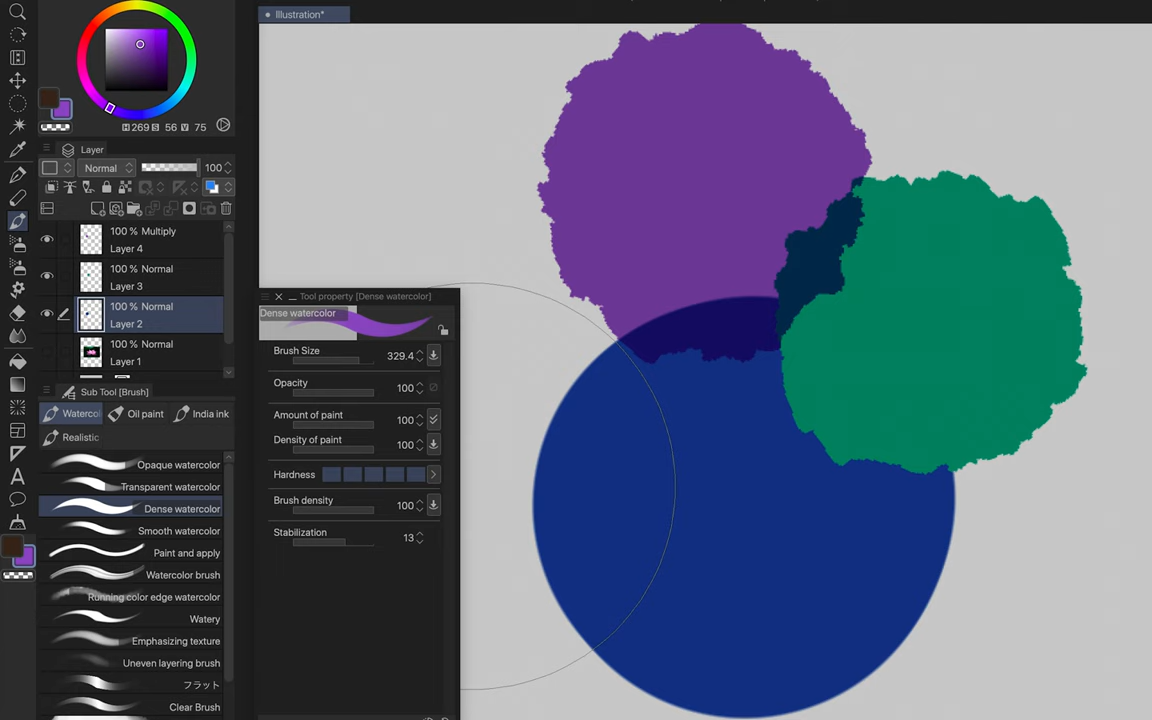 Illustration*
H 269 S 56 V 75
Layer
Normal 100
100 % Multiply
Layer 4
100 % Normal
Layer 3
100 % Normal
Layer 2
100 % Normal
Layer 1
Sub Tool [Brush]
Waterco Oil paint India ink
Realistic
Opaque watercolor
Transparent watercolor
Dense watercolor
Smooth watercolor
Paint and apply
Watercolor brush
Running color edge watercolor
Watery
Emphasizing texture
Uneven layering brush
フラット
Clear Brush
Tool property [Dense watercolor]
Dense watercolor
Brush Size 329.4
Opacity 100
Amount of paint 100
Density of paint 100
Hardness
Brush density 100
Stabilization 13